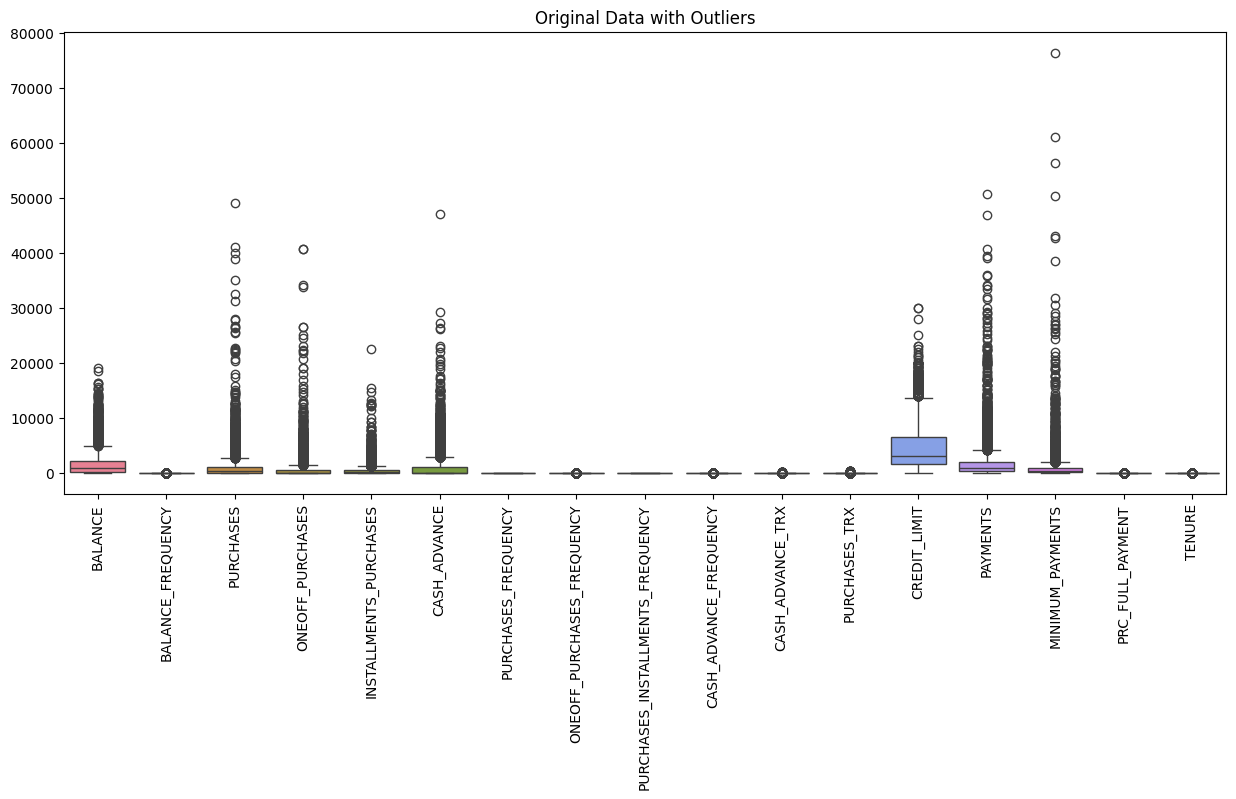 Original Data with Outliers
80000
70000
60000
50000
40000
30000
20000
10000
0
BALANCE
BALANCE_FREQUENCY
PURCHASES
ONEOFF_PURCHASES
INSTALLMENTS_PURCHASES
CASH_ADVANCE
PURCHASES_FREQUENCY
ONEOFF_PURCHASES_FREQUENCY
PURCHASES_INSTALLMENTS_FREQUENCY
CASH_ADVANCE_FREQUENCY
CASH_ADVANCE_TRX
PURCHASES_TRX
CREDIT_LIMIT
PAYMENTS
MINIMUM_PAYMENTS
PRC_FULL_PAYMENT
TENURE